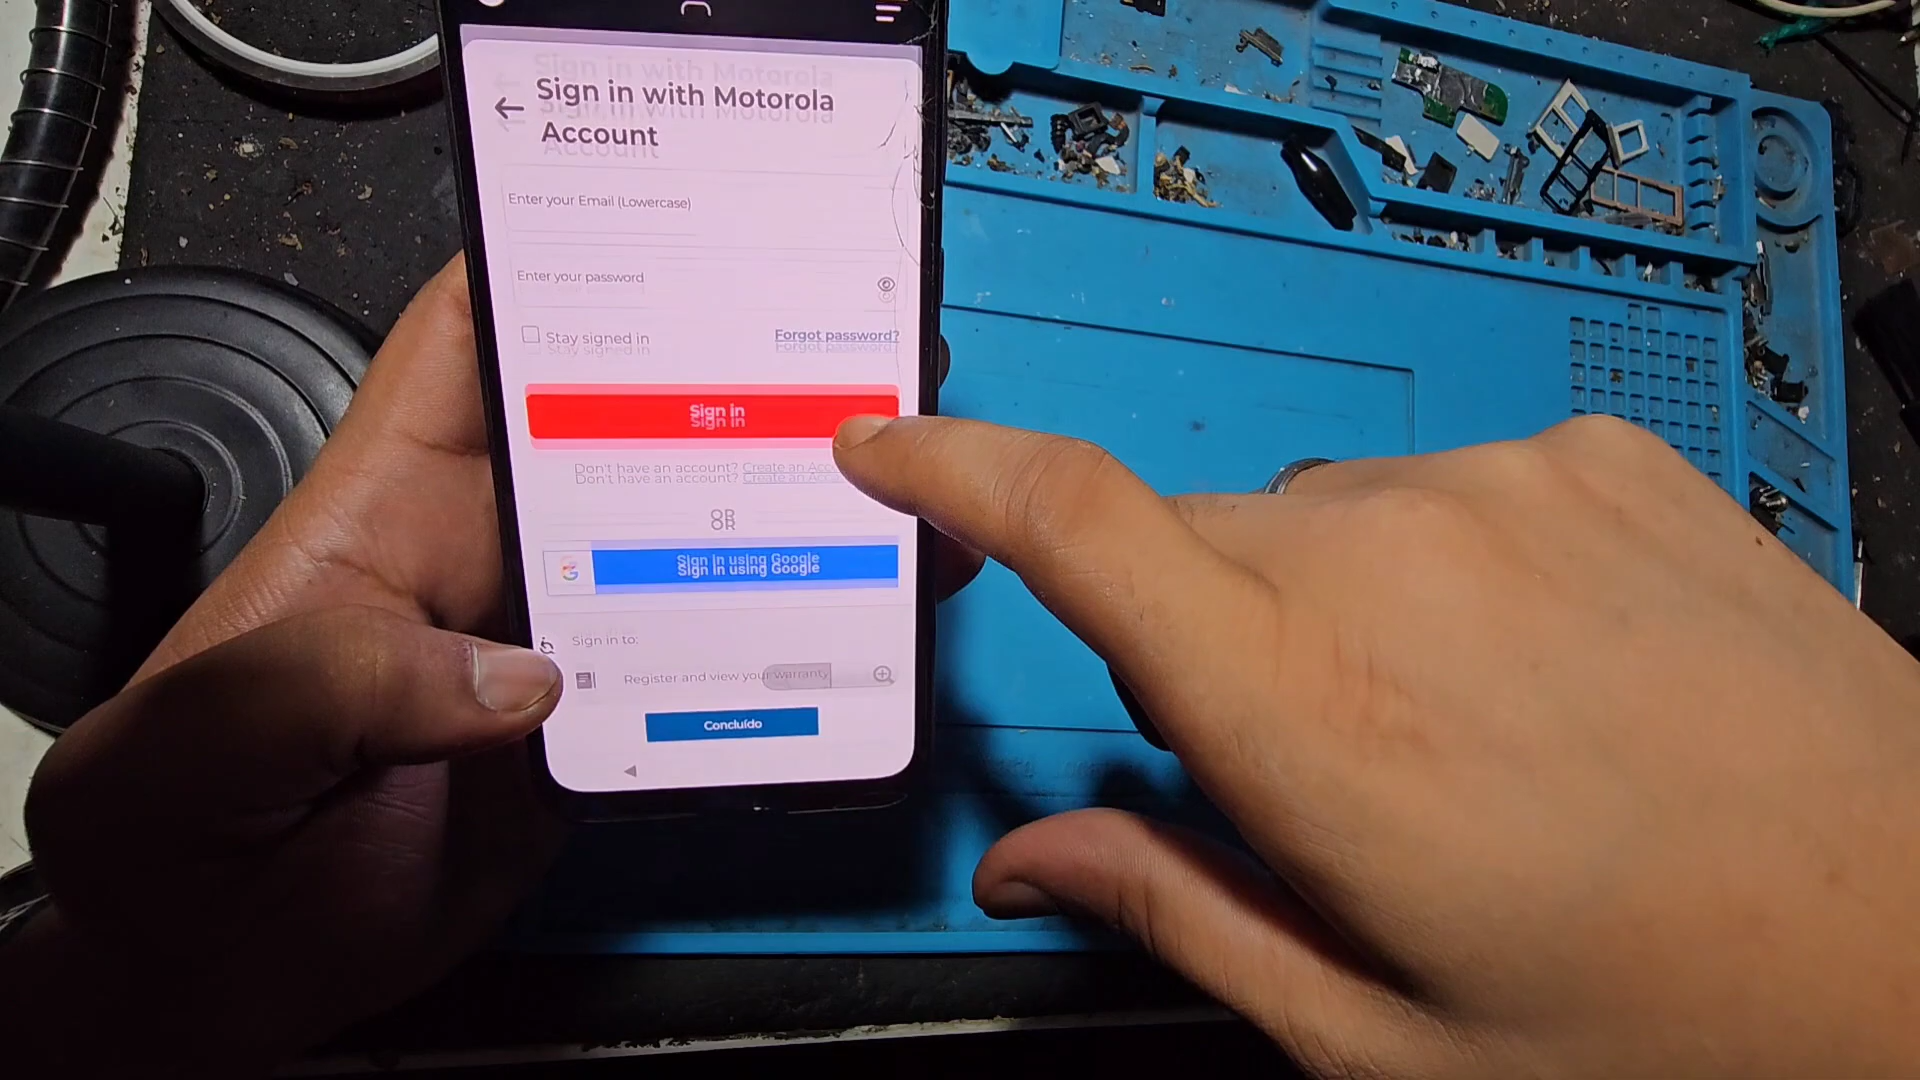 Sign in with Motorola
Account
Enter your Email (Lowercase)
Enter your password
Stay signed in
Forgot password?
Sign in
Don't have an account? Create an
OR
Sign in using Google
Sign in to:
Register and view your warranty
Concluído